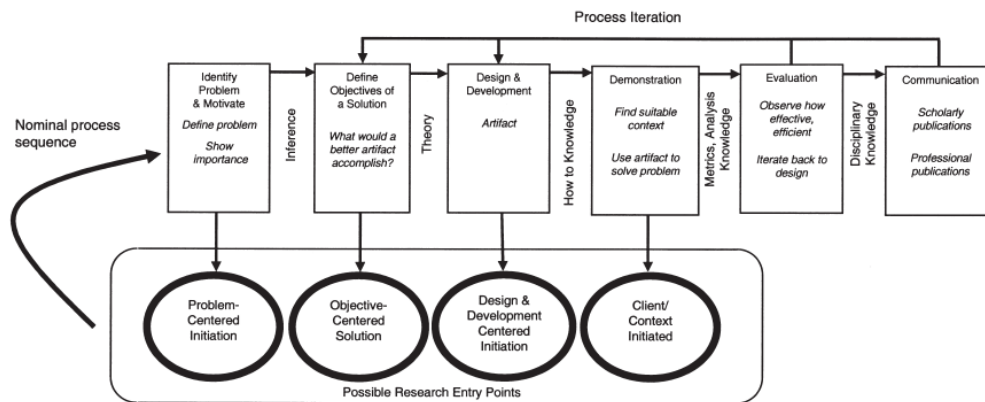 Process Iteration
Nominal process
sequence
Identify
Problem
& Motivate
Define problem
Show
importance
Inference
Define
Objectives of
a Solution
What would a
better artifact
accomplish?
Theory
Design &
Development
Artifact
How to Knowledge
Demonstration
Find suitable
context
Use artifact to
solve problem
Metrics, Analysis
Knowledge
Evaluation
Observe how
effective,
efficient
Iterate back to
design
Disciplinary
Knowledge
Communication
Scholarly
publications
Professional
publications
Problem-
Centered
Initiation
Objective-
Centered
Solution
Design &
Development
Centered
Initiation
Client/
Context
Initiated
Possible Research Entry Points